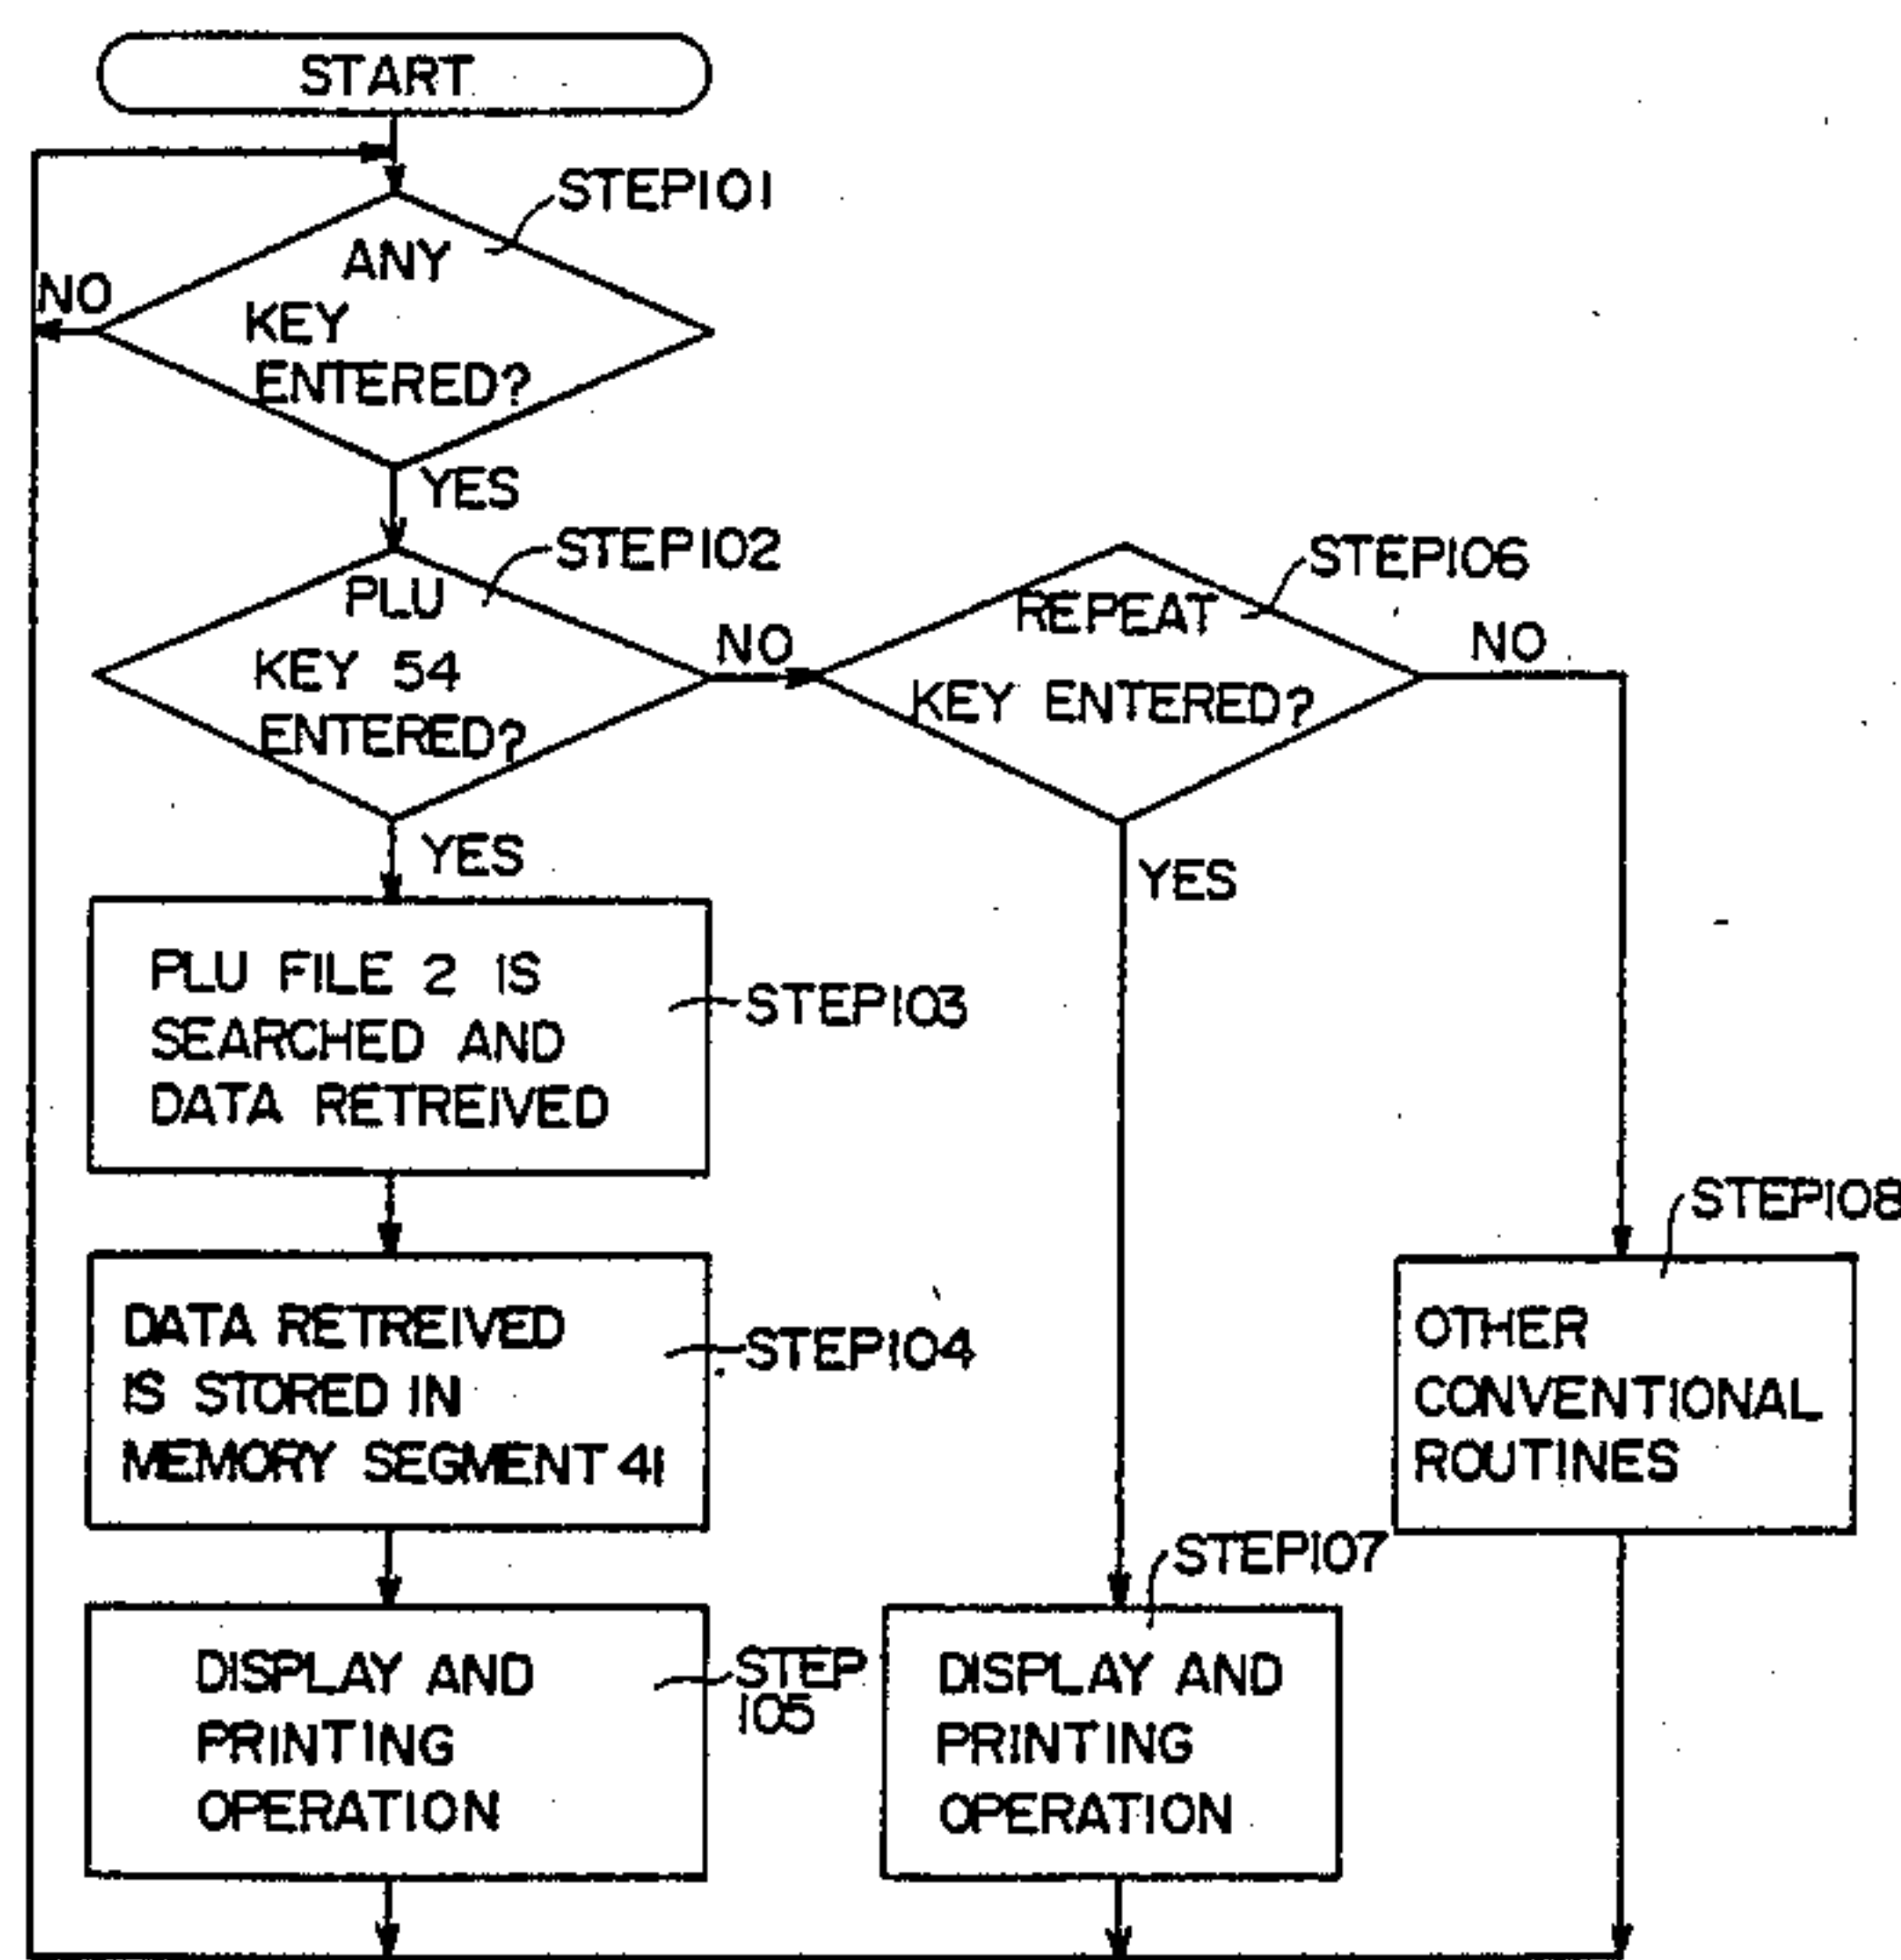 START
STEP101
ANY
KEY
ENTERED?
NO
YES
STEP102
PLU
KEY 54
ENTERED?
NO
YES
STEP106
REPEAT
KEY ENTERED?
NO
YES
PLU FILE 2 IS
SEARCHED AND
DATA RETREIVED
STEP103
DATA RETREIVED
IS STORED IN
MEMORY SEGMENT 41
STEP104
STEP108
OTHER
CONVENTIONAL
ROUTINES
DISPLAY AND
PRINTING
OPERATION
STEP
105
STEP107
DISPLAY AND
PRINTING
OPERATION